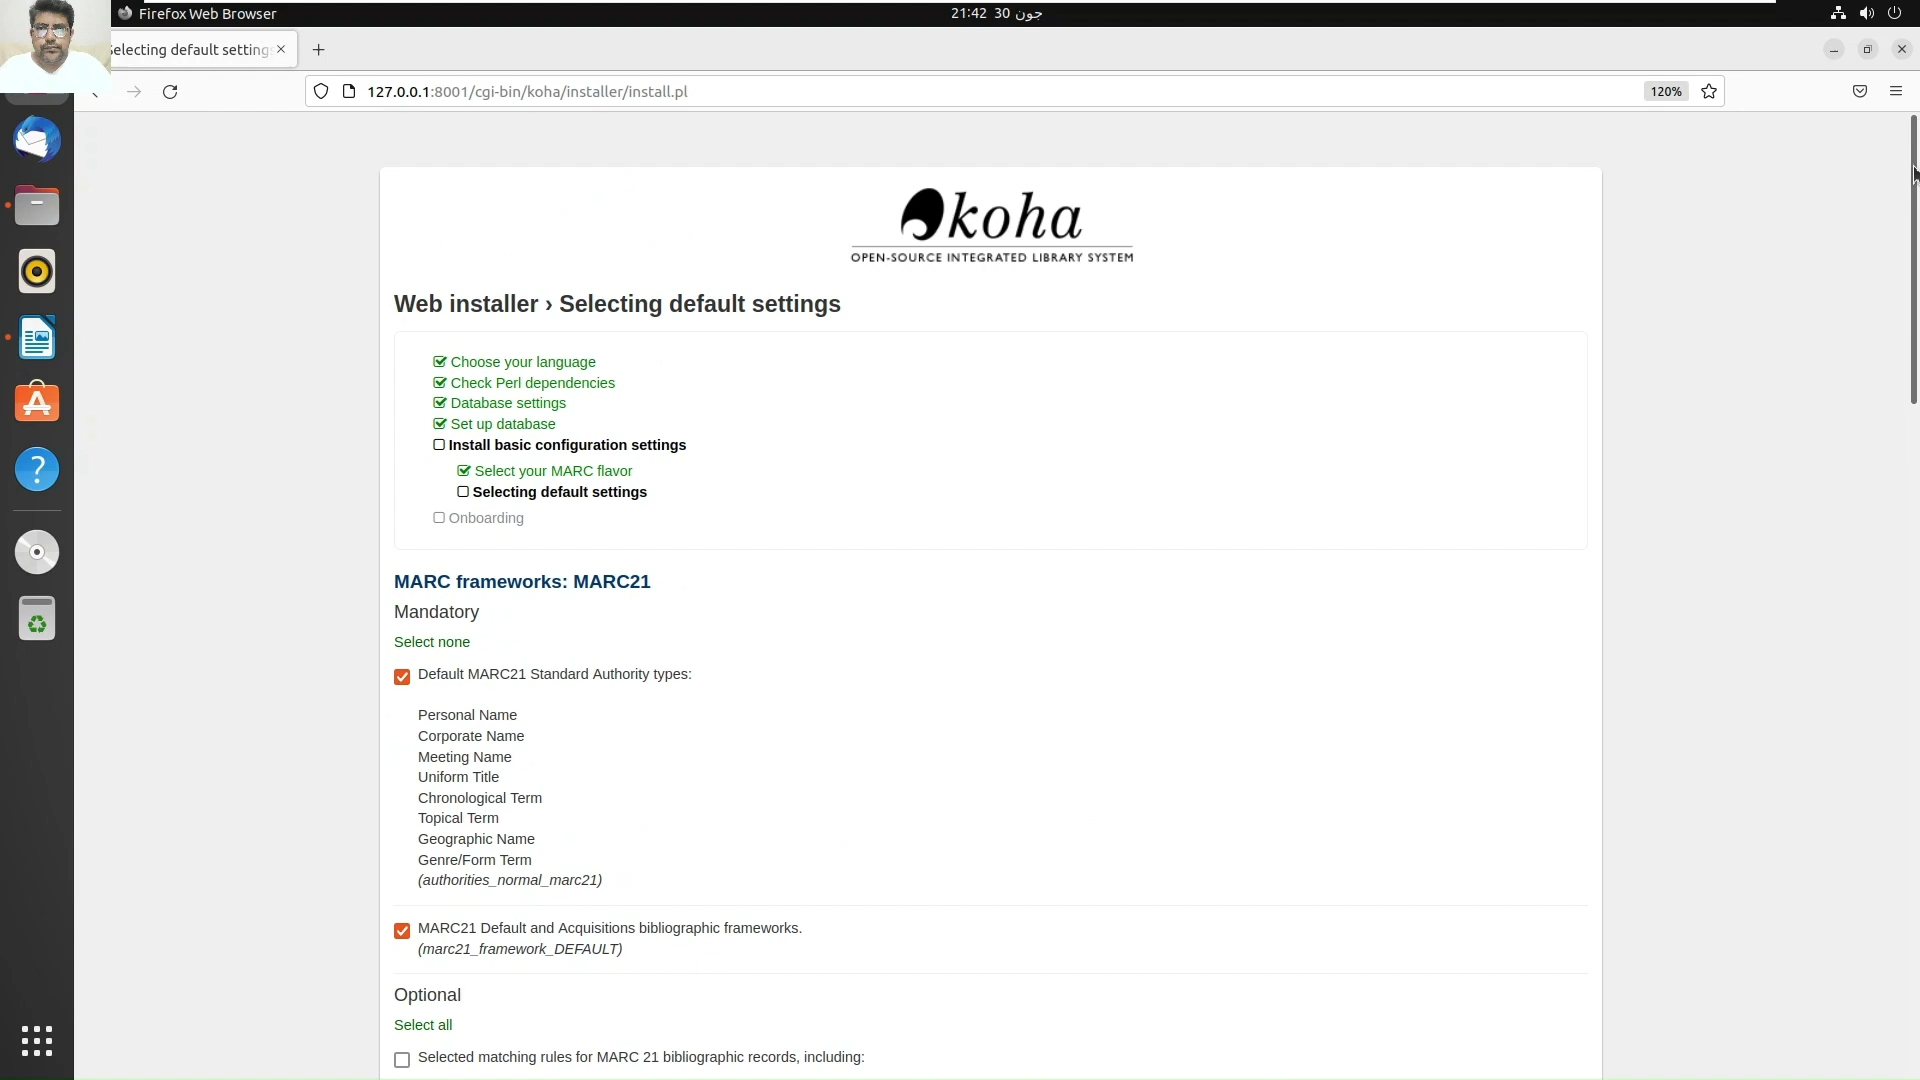 Firefox Web Browser
21:42 30 جون
electing default setting
127.0.0.1:8001/cgi-bin/koha/installer/install.pl
120%
koha
OPEN-SOURCE INTEGRATED LIBRARY SYSTEM
Web installer › Selecting default settings
Choose your language
Check Perl dependencies
Database settings
Set up database
Install basic configuration settings
Select your MARC flavor
Selecting default settings
Onboarding
MARC frameworks: MARC21
Mandatory
Select none
Default MARC21 Standard Authority types:
Personal Name
Corporate Name
Meeting Name
Uniform Title
Chronological Term
Topical Term
Geographic Name
Genre/Form Term
(authorities_normal_marc21)
MARC21 Default and Acquisitions bibliographic frameworks.
(marc21_framework_DEFAULT)
Optional
Select all
Selected matching rules for MARC 21 bibliographic records, including: